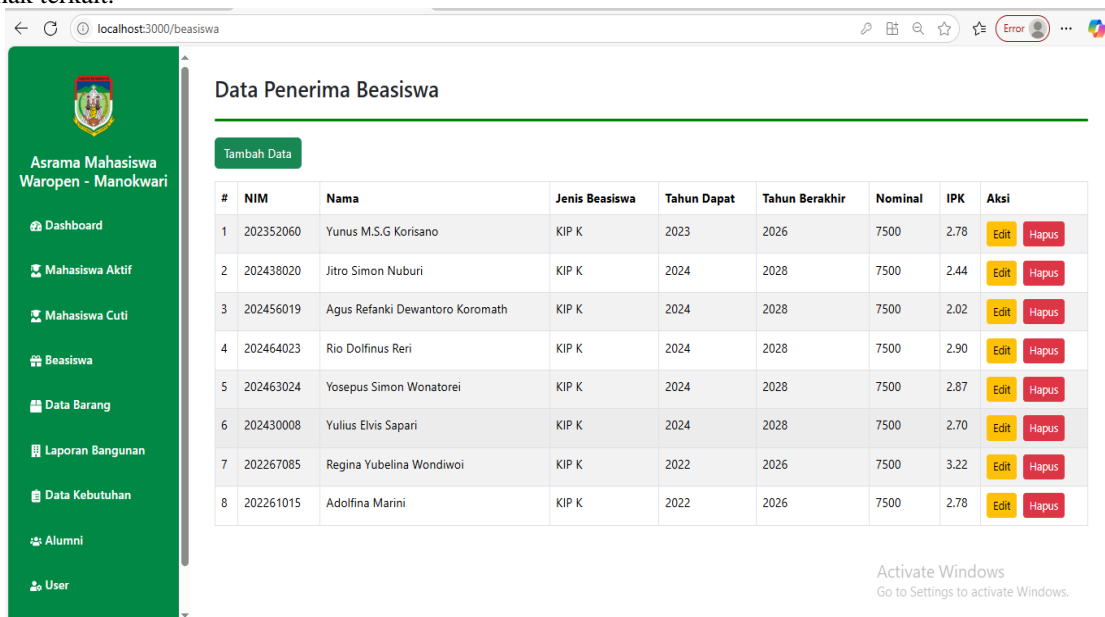 terkait.
localhost:3000/beasiswa
Error
Asrama Mahasiswa
Waropen - Manokwari
Dashboard
Mahasiswa Aktif
Mahasiswa Cuti
Beasiswa
Data Barang
Laporan Bangunan
Data Kebutuhan
Alumni
User
Data Penerima Beasiswa
Tambah Data
# NIM Nama Jenis Beasiswa Tahun Dapat Tahun Berakhir Nominal IPK Aksi
1 202352060 Yunus M.S.G Korisano KIP K 2023 2026 7500 2.78 Edit Hapus
2 202438020 Jitro Simon Nuburi KIP K 2024 2028 7500 2.44 Edit Hapus
3 202456019 Agus Refanki Dewantoro Koromath KIP K 2024 2028 7500 2.02 Edit Hapus
4 202464023 Rio Dolfinus Reri KIP K 2024 2028 7500 2.90 Edit Hapus
5 202463024 Yosepus Simon Wonatorei KIP K 2024 2028 7500 2.87 Edit Hapus
6 202430008 Yulius Elvis Sapari KIP K 2024 2028 7500 2.70 Edit Hapus
7 202267085 Regina Yubelina Wondiwoi KIP K 2022 2026 7500 3.22 Edit Hapus
8 202261015 Adolfina Marini KIP K 2022 2026 7500 2.78 Edit Hapus
Activate Windows
Go to Settings to activate Windows.